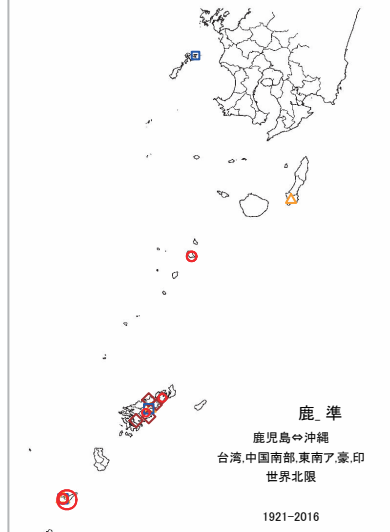 鹿_準
鹿児島⇔沖縄
台湾,中国南部,東南ア,豪,印
世界北限
1921-2016